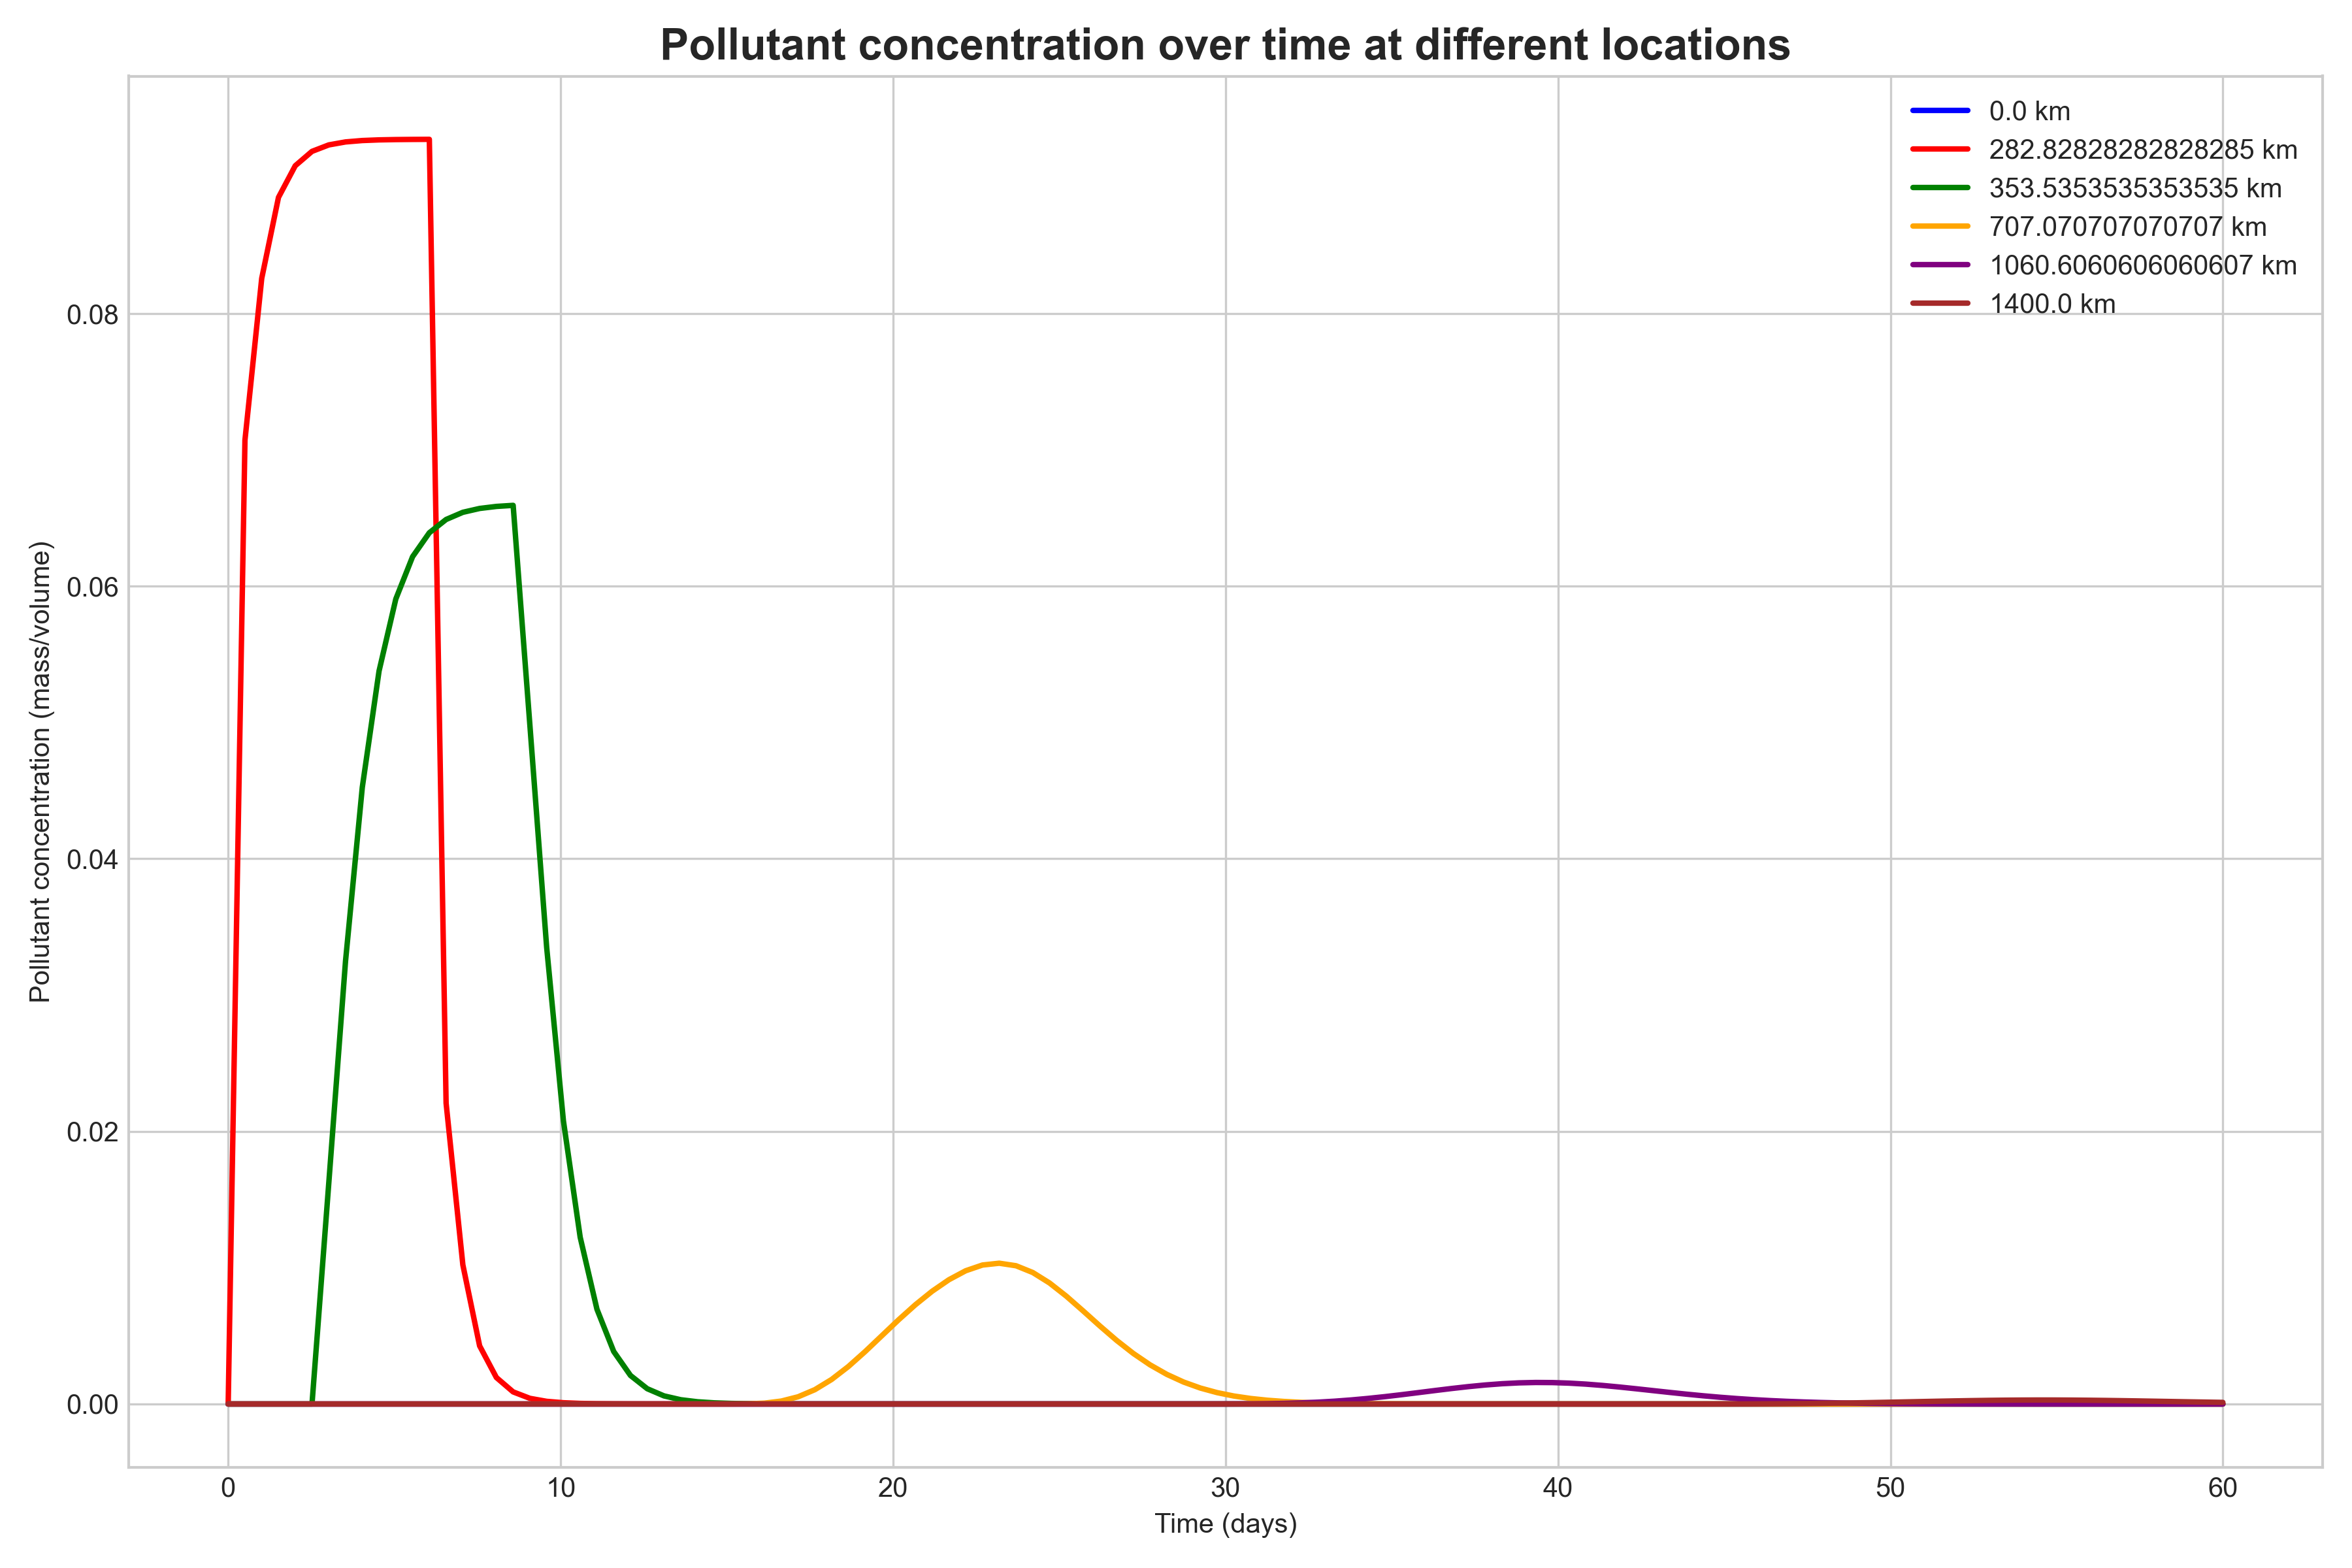 Pollutant concentration over time at different locations
0.0 km
282.82828282828285 km
353.5353535353535 km
707.070707070707 km
1060.6060606060607 km
1400.0 km
Pollutant concentration (mass/volume)
0.08
0.06
0.04
0.02
0.00
0 10 20 30 40 50 60
Time (days)